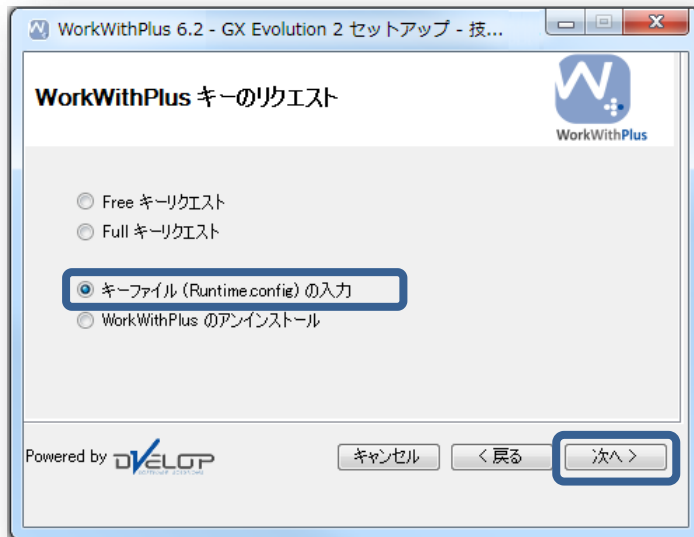 WorkWithPlus 6.2 - GX Evolution 2 セットアップ - 技...
WorkWithPlus キーのリクエスト
WorkWithPlus
Free キーリクエスト
Full キーリクエスト
キーファイル (Runtime.config) の入力
WorkWithPlus のアンインストール
Powered by DVELOP
キャンセル
< 戻る
次へ >